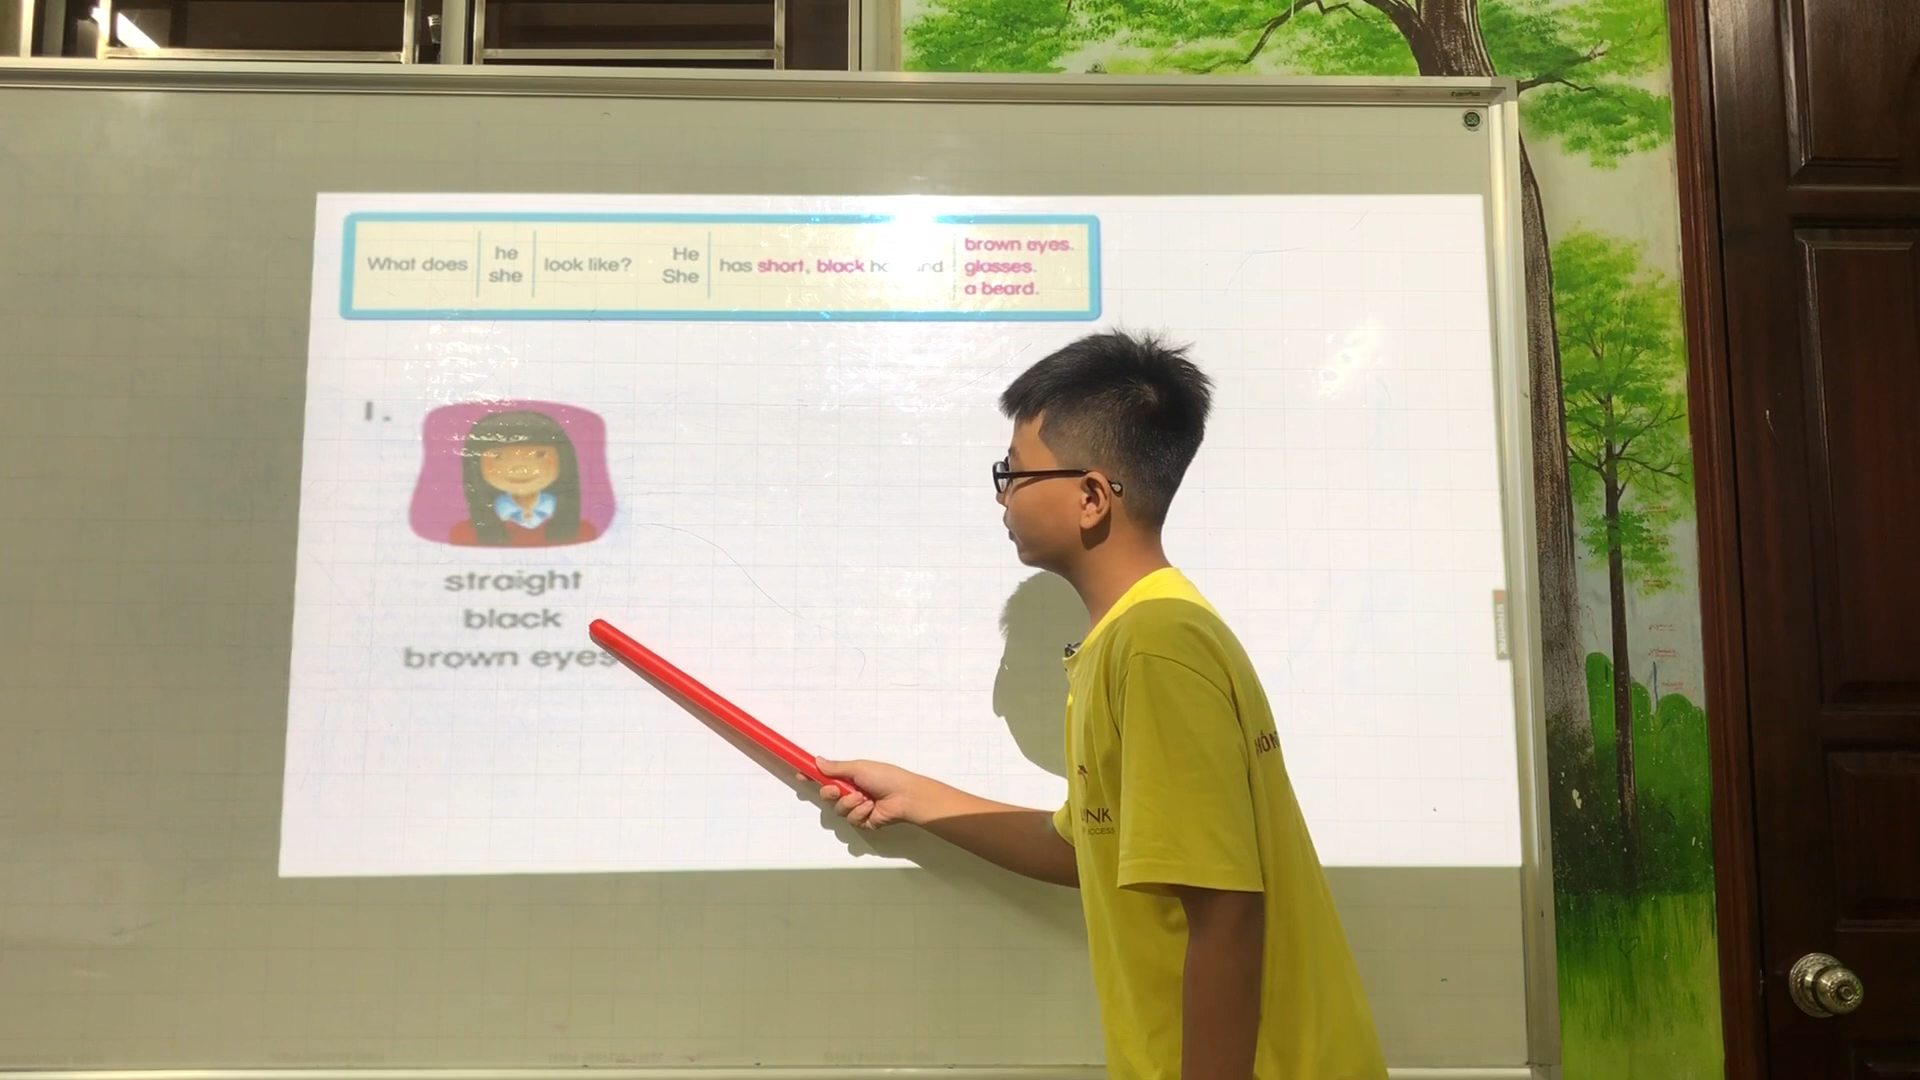 What does he she look like? He She has short, black and brown eyes. glasses. a beard.
1.
straight
black
brown eyes